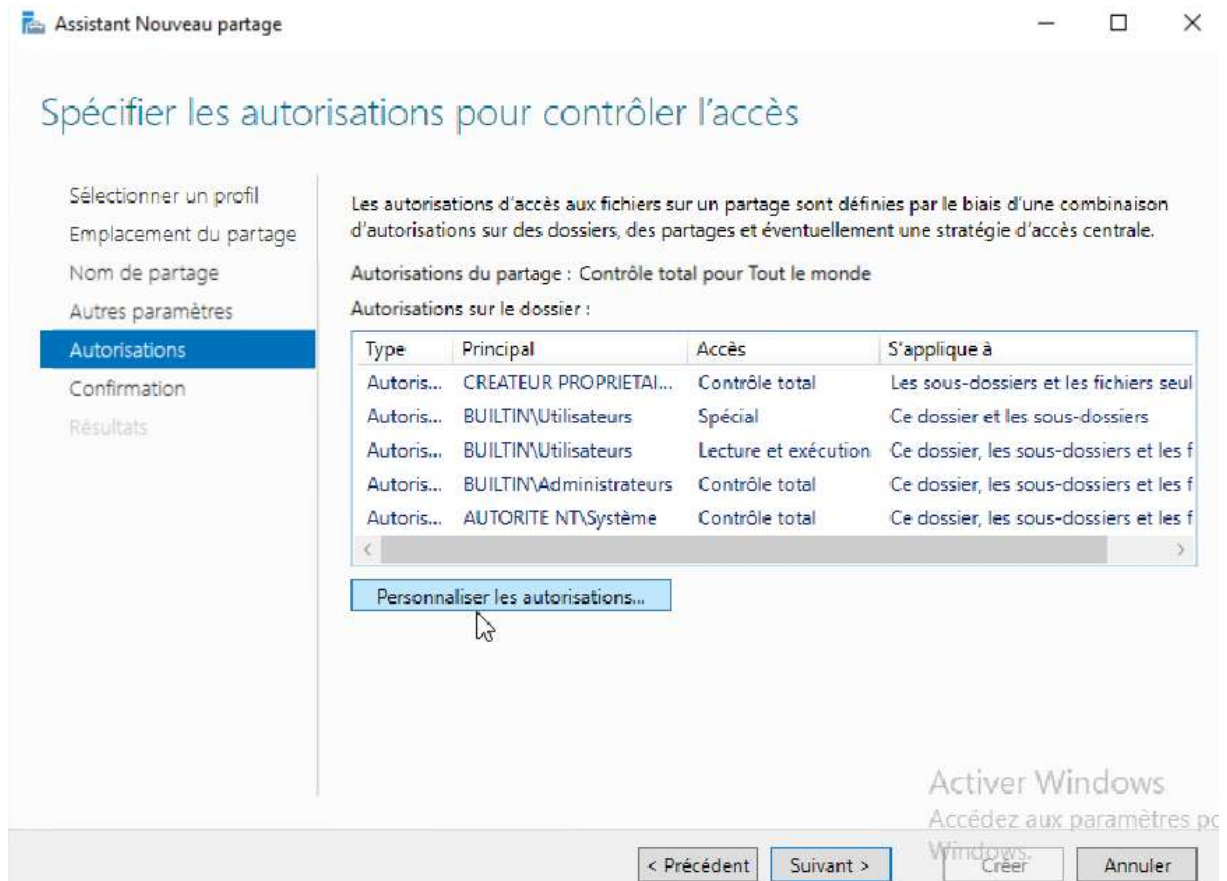 Assistant Nouveau partage
Spécifier les autorisations pour contrôler l'accès
Sélectionner un profil
Emplacement du partage
Nom de partage
Autres paramètres
Autorisations
Confirmation
Résultats
Les autorisations d'accès aux fichiers sur un partage sont définies par le biais d'une combinaison
d'autorisations sur des dossiers, des partages et éventuellement une stratégie d'accès centrale.
Autorisations du partage : Contrôle total pour Tout le monde
Autorisations sur le dossier :
Type Principal Accès S'applique à
Autoris... CREATEUR PROPRIETAI... Contrôle total Les sous-dossiers et les fichiers seul
Autoris... BUILTIN\Utilisateurs Spécial Ce dossier et les sous-dossiers
Autoris... BUILTIN\Utilisateurs Lecture et exécution Ce dossier, les sous-dossiers et les f
Autoris... BUILTIN\Administrateurs Contrôle total Ce dossier, les sous-dossiers et les f
Autoris... AUTORITE NT\Système Contrôle total Ce dossier, les sous-dossiers et les f
Personnaliser les autorisations...
Activer Windows
Accédez aux paramètres po
Windows.
< Précédent Suivant > Créer Annuler